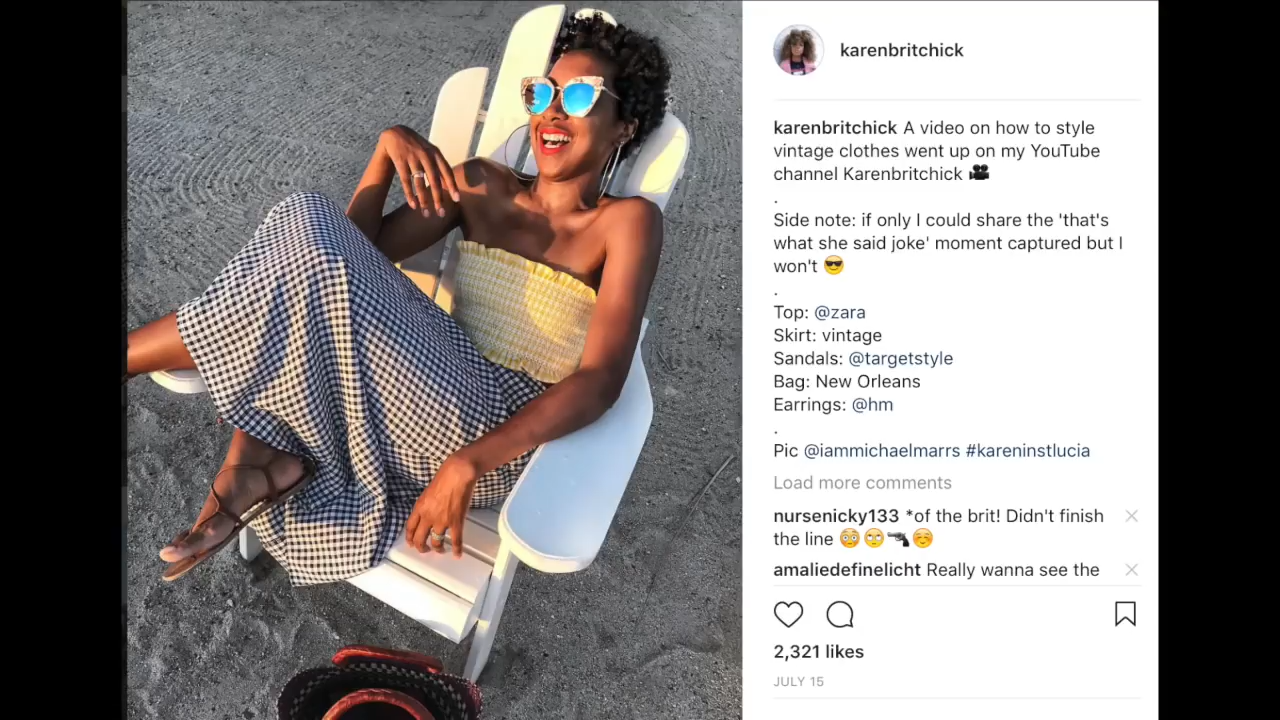 karenbritchick
karenbritchick A video on how to style
vintage clothes went up on my YouTube
channel Karenbritchick 🎥
.
Side note: if only I could share the 'that's
what she said joke' moment captured but I
won't 😎
.
Top: @zara
Skirt: vintage
Sandals: @targetstyle
Bag: New Orleans
Earrings: @hm
.
Pic @iammichaelmarrs #kareninstlucia
Load more comments
nursenicky133 *of the brit! Didn't finish
the line 😳🙄🔫☺️
amaliedefinelicht Really wanna see the
2,321 likes
JULY 15